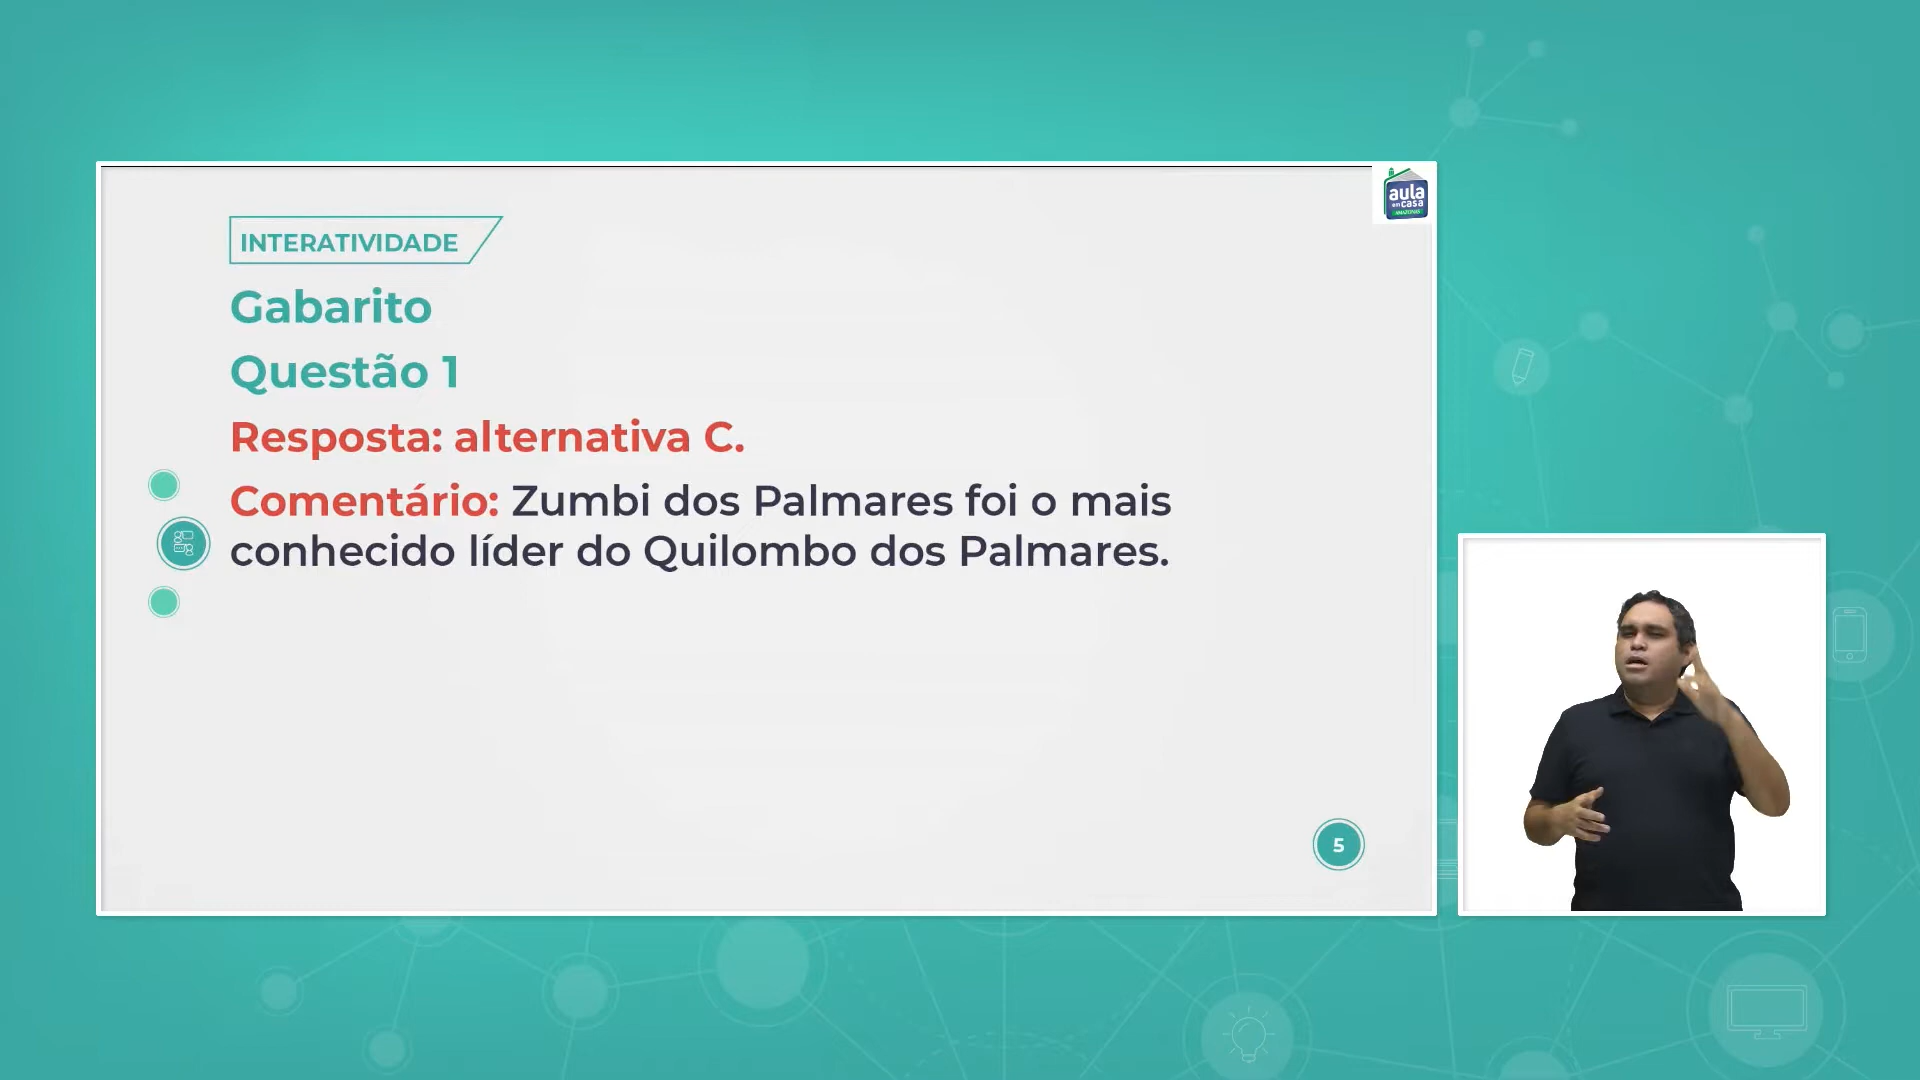 aula
em casa
AMAZONAS
INTERATIVIDADE
Gabarito
Questão 1
Resposta: alternativa C.
Comentário: Zumbi dos Palmares foi o mais
conhecido líder do Quilombo dos Palmares.
5